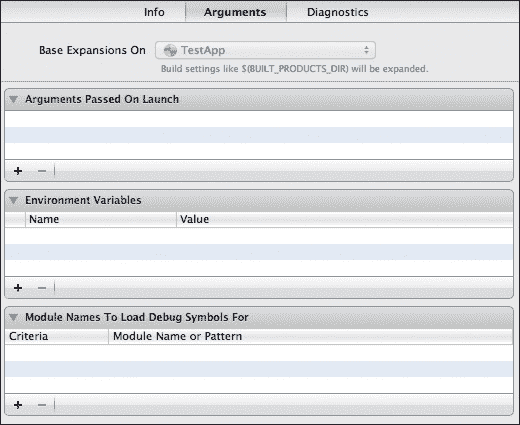 Info Arguments Diagnostics
Base Expansions On TestApp
Build settings like $(BUILT_PRODUCTS_DIR) will be expanded.
Arguments Passed On Launch
+ −
Environment Variables
Name Value
+ −
Module Names To Load Debug Symbols For
Criteria Module Name or Pattern
+ −